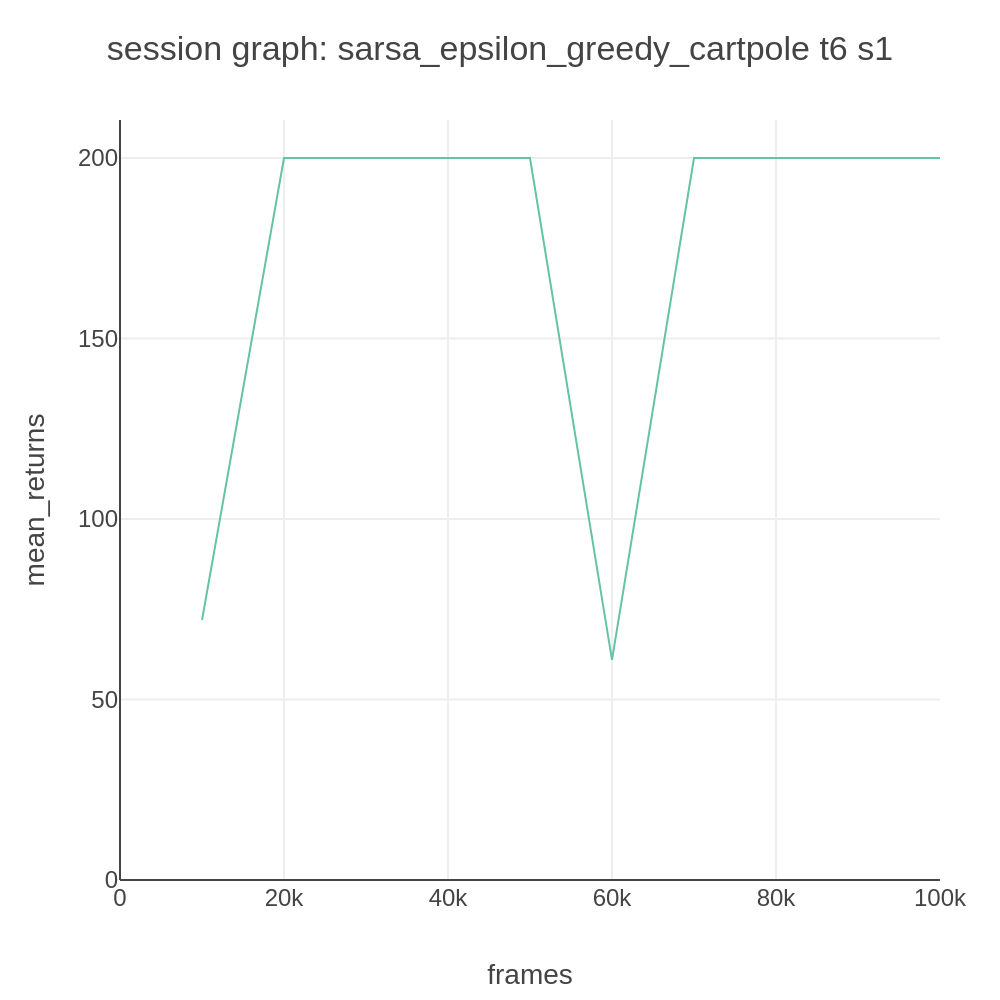 session graph: sarsa_epsilon_greedy_cartpole t6 s1
200
150
100
50
0
mean_returns
0 20k 40k 60k 80k 100k
frames